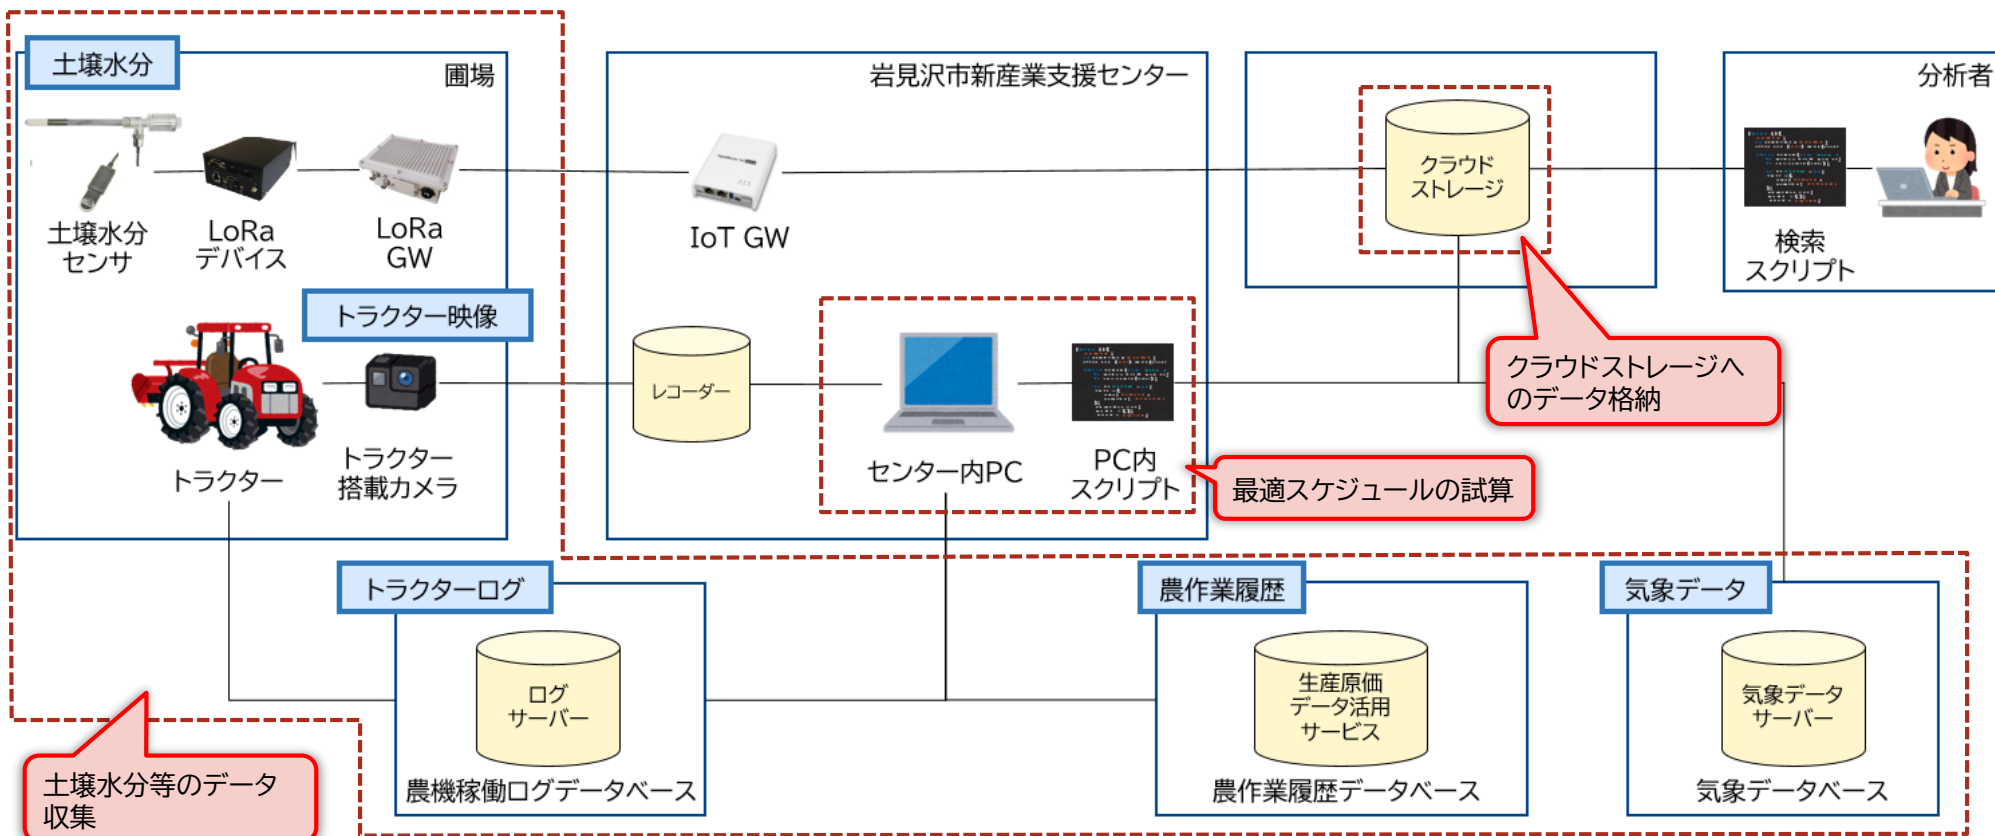 土壌水分
圃場
岩見沢市新産業支援センター
分析者
クラウド
ストレージ
土壌水分
センサ
LoRa
デバイス
LoRa
GW
IoT GW
検索
スクリプト
トラクター映像
レコーダー
クラウドストレージへ
のデータ格納
トラクター
トラクター
搭載カメラ
センター内PC
PC内
スクリプト
最適スケジュールの試算
トラクターログ
農作業履歴
気象データ
ログ
サーバー
生産原価
データ活用
サービス
気象データ
サーバー
土壌水分等のデータ
収集
農機稼働ログデータベース
農作業履歴データベース
気象データベース